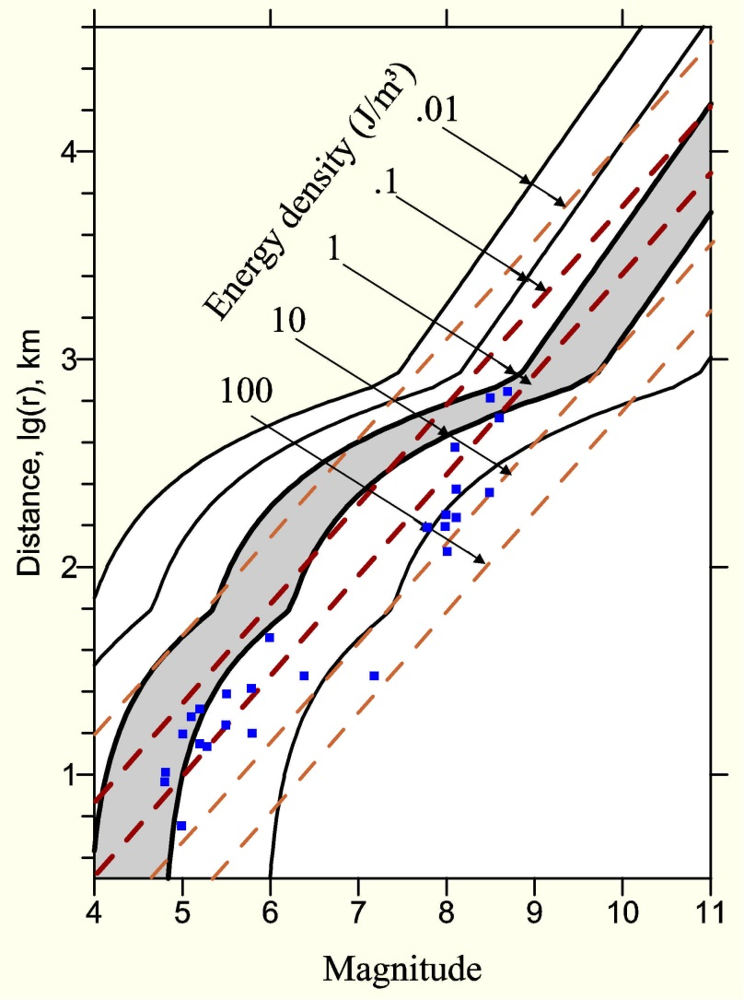 Energy density (J/m³)
.01
.1
1
10
100
Distance, lg(r), km
4
3
2
1
4 5 6 7 8 9 10 11
Magnitude